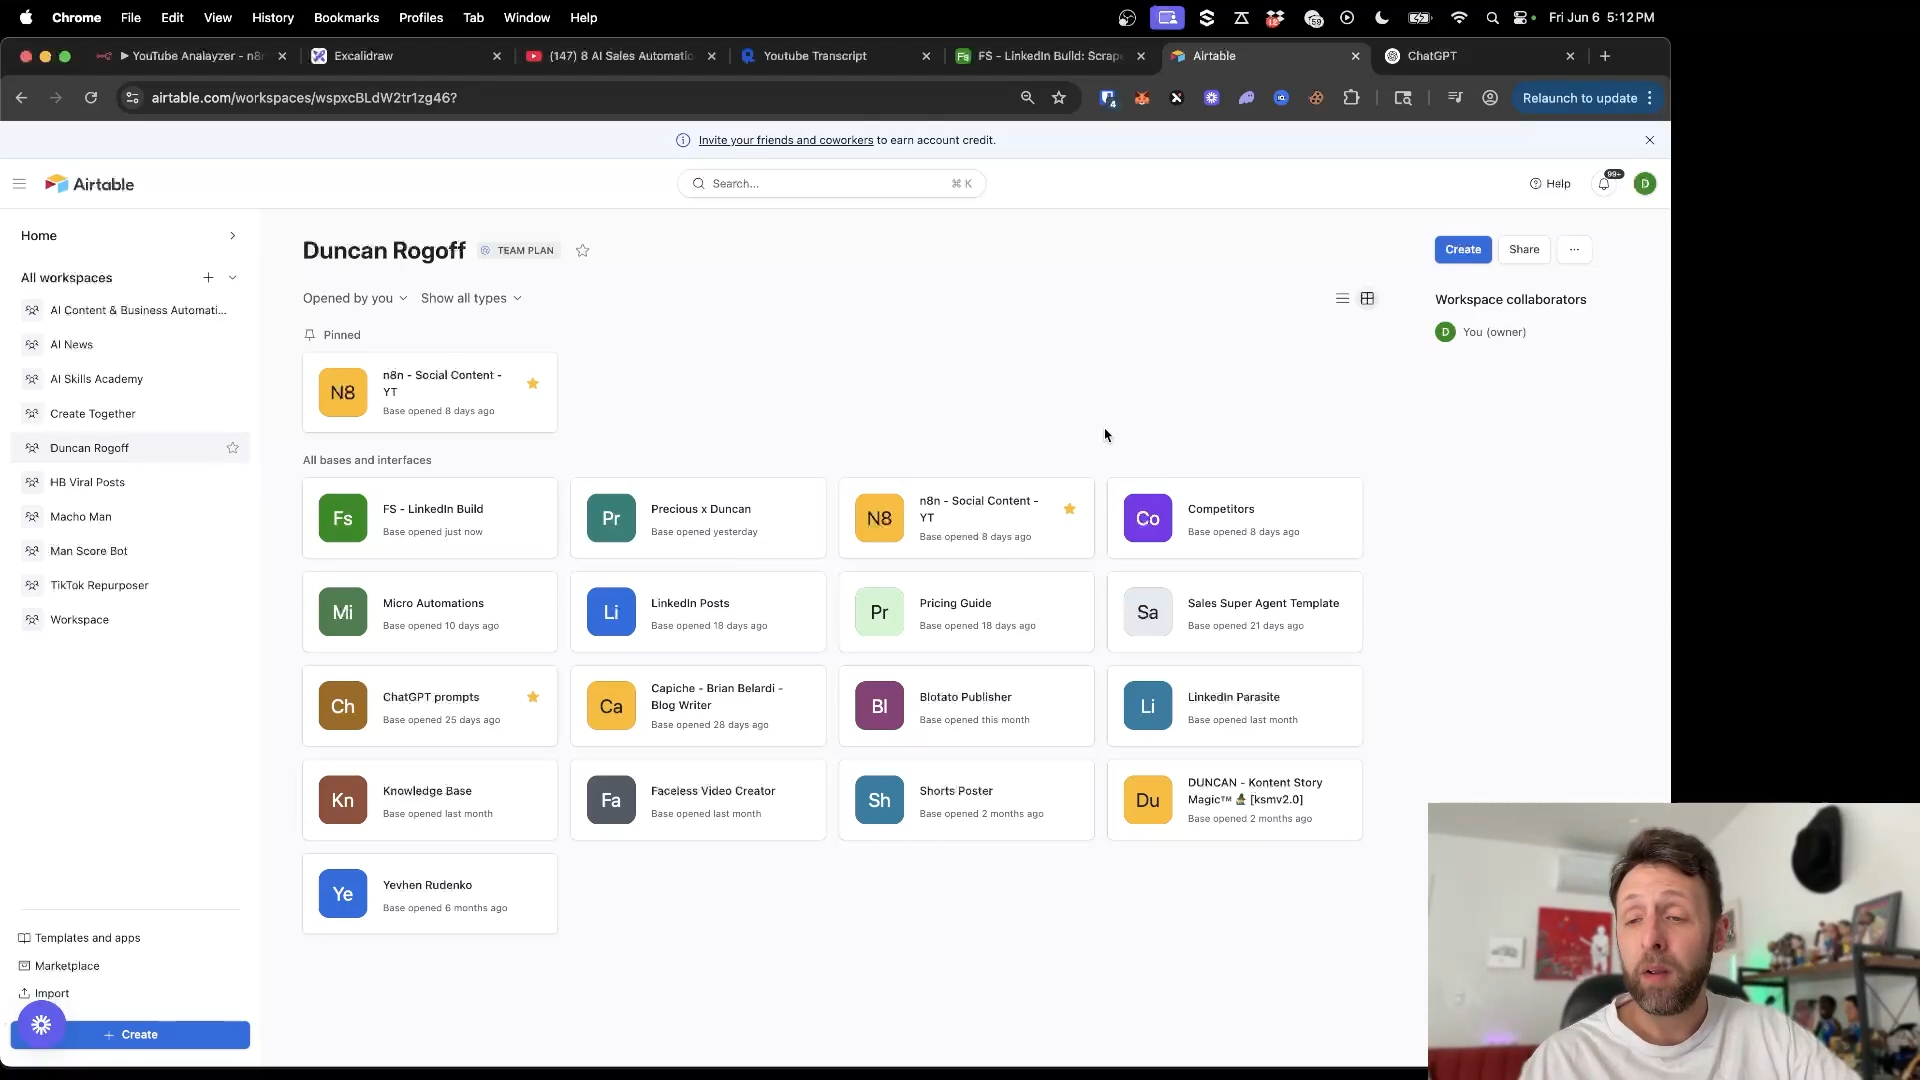 Chrome File Edit View History Bookmarks Profiles Tab Window Help
59
Fri Jun 6 5:12 PM
YouTube Analayzer - n8
Excalidraw
(147) 8 AI Sales Automatio
Youtube Transcript
FS - LinkedIn Build: Scrape
Airtable
ChatGPT
airtable.com/workspaces/wspxcBLdW2tr1zg46?
4
Relaunch to update
Invite your friends and coworkers to earn account credit.
Airtable
Search...
⌘ K
Help
99+
D
Home
All workspaces
AI Content & Business Automati...
AI News
AI Skills Academy
Create Together
Duncan Rogoff
HB Viral Posts
Macho Man
Man Score Bot
TikTok Repurposer
Workspace
Templates and apps
Marketplace
Import
+ Create
Duncan Rogoff
TEAM PLAN
Create
Share
...
Opened by you
Show all types
Workspace collaborators
D
You (owner)
Pinned
N8
n8n - Social Content -
YT
Base opened 8 days ago
All bases and interfaces
Fs
FS - LinkedIn Build
Base opened just now
Pr
Precious x Duncan
Base opened yesterday
N8
n8n - Social Content -
YT
Base opened 8 days ago
Co
Competitors
Base opened 8 days ago
Mi
Micro Automations
Base opened 10 days ago
Li
LinkedIn Posts
Base opened 18 days ago
Pr
Pricing Guide
Base opened 18 days ago
Sa
Sales Super Agent Template
Base opened 21 days ago
Ch
ChatGPT prompts
Base opened 25 days ago
Ca
Capiche - Brian Belardi -
Blog Writer
Base opened 28 days ago
Bl
Blotato Publisher
Base opened this month
Li
LinkedIn Parasite
Base opened last month
Kn
Knowledge Base
Base opened last month
Fa
Faceless Video Creator
Base opened last month
Sh
Shorts Poster
Base opened 2 months ago
Du
DUNCAN - Kontent Story
Magic™ [ksmv2.0]
Base opened 2 months ago
Ye
Yevhen Rudenko
Base opened 6 months ago